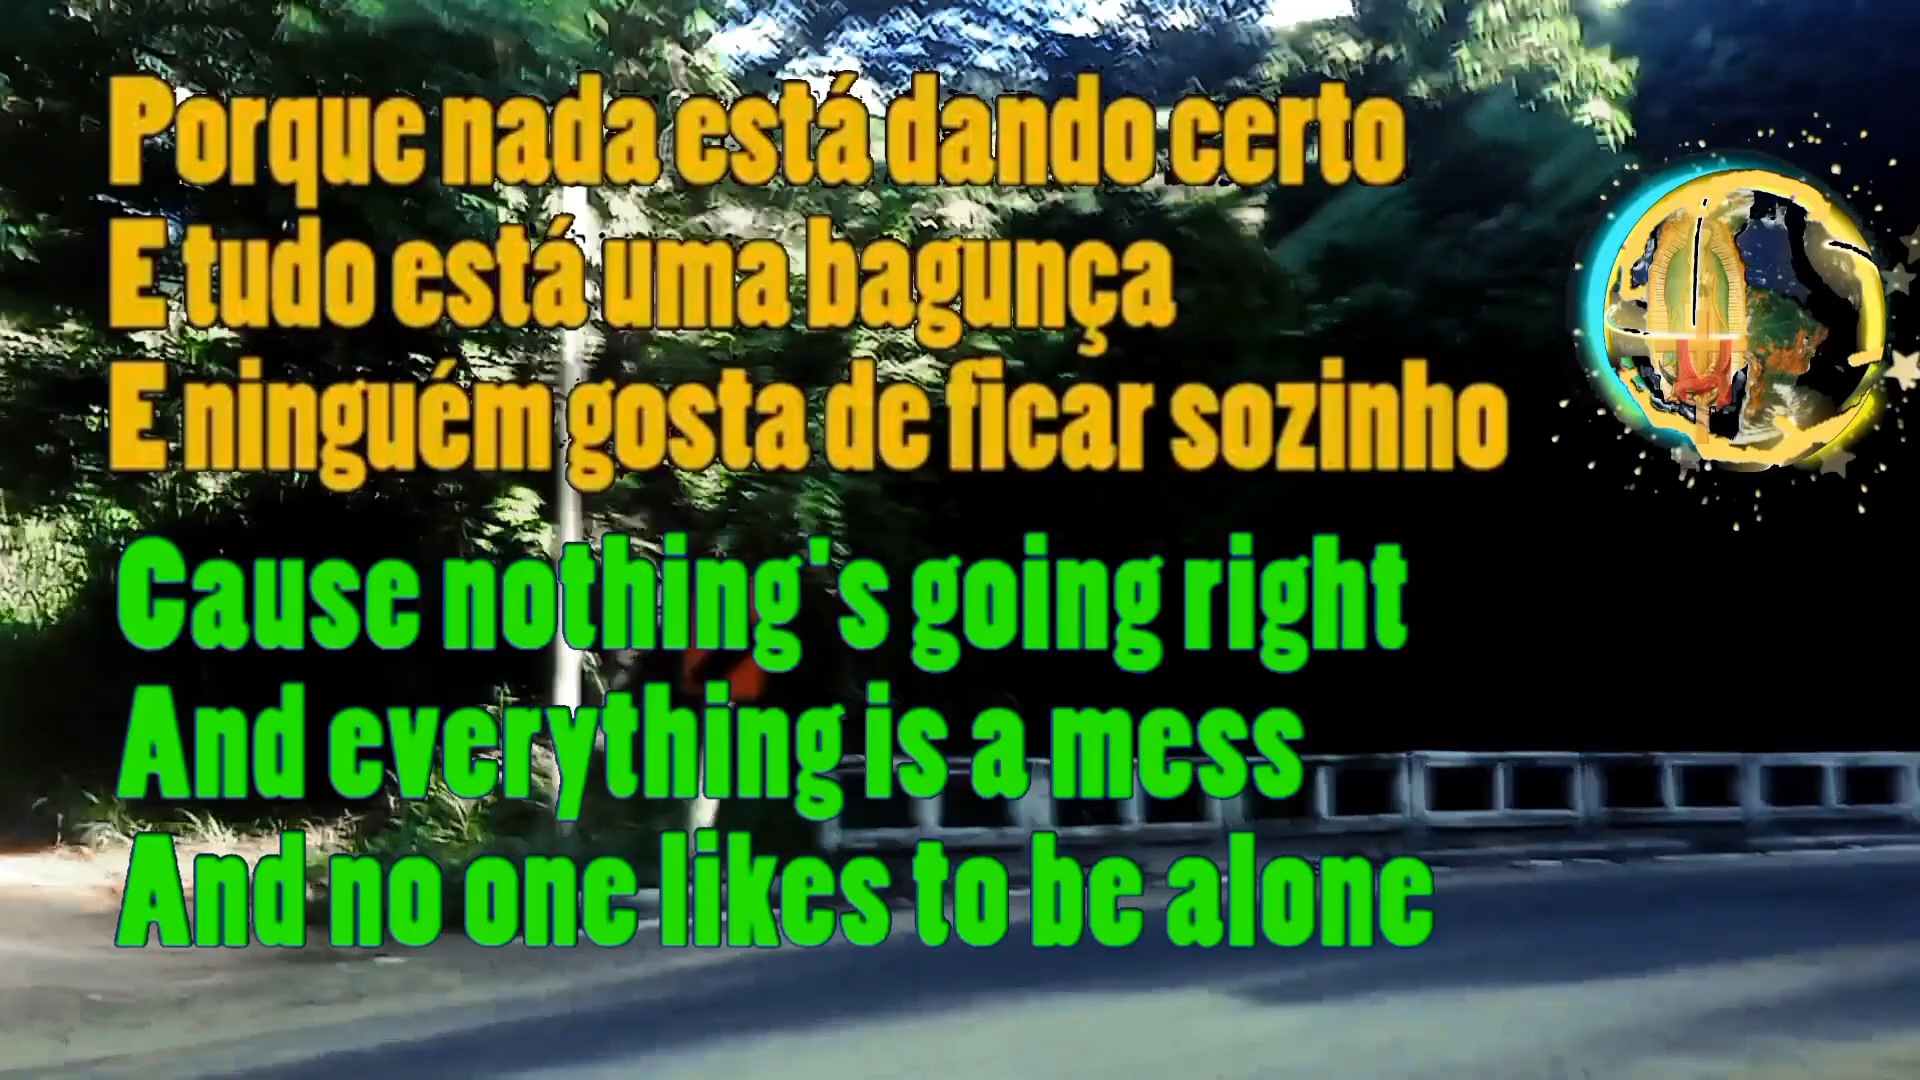 Porque nada está dando certo
E tudo está uma bagunça
E ninguém gosta de ficar sozinho
Cause nothing's going right
And everything is a mess
And no one likes to be alone